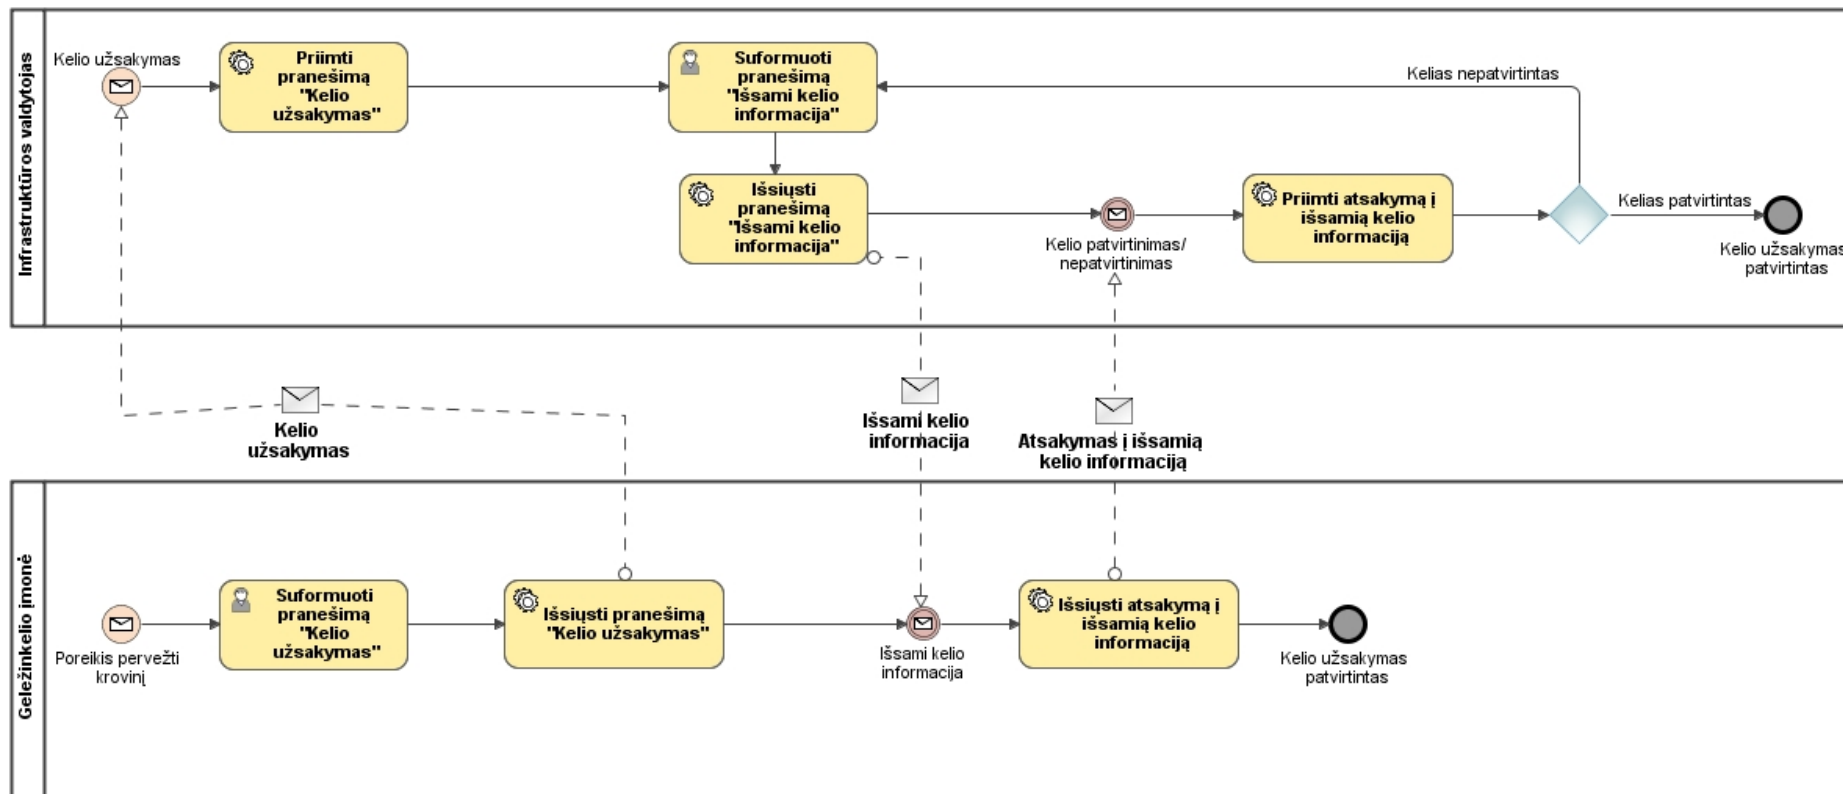 Infrastruktūros valdytojas
Kelio užsakymas
Priimti
pranešimą
"Kelio
užsakymas"
Suformuoti
pranešimą
"Išsami kelio
informacija"
Kelias nepatvirtintas
Išsiųsti
pranešimą
"Išsami kelio
informacija"
Kelio patvirtinimas/
nepatvirtinimas
Priimti atsakymą į
išsamią kelio
informaciją
Kelias patvirtintas
Kelio užsakymas
patvirtintas
Kelio
užsakymas
Išsami kelio
informacija
Atsakymas į išsamią
kelio informaciją
Geležinkelio įmonė
Poreikis pervežti
krovinį
Suformuoti
pranešimą
"Kelio
užsakymas"
Išsiųsti pranešimą
"Kelio užsakymas"
Išsami kelio
informacija
Išsiųsti atsakymą į
išsamią kelio
informaciją
Kelio užsakymas
patvirtintas